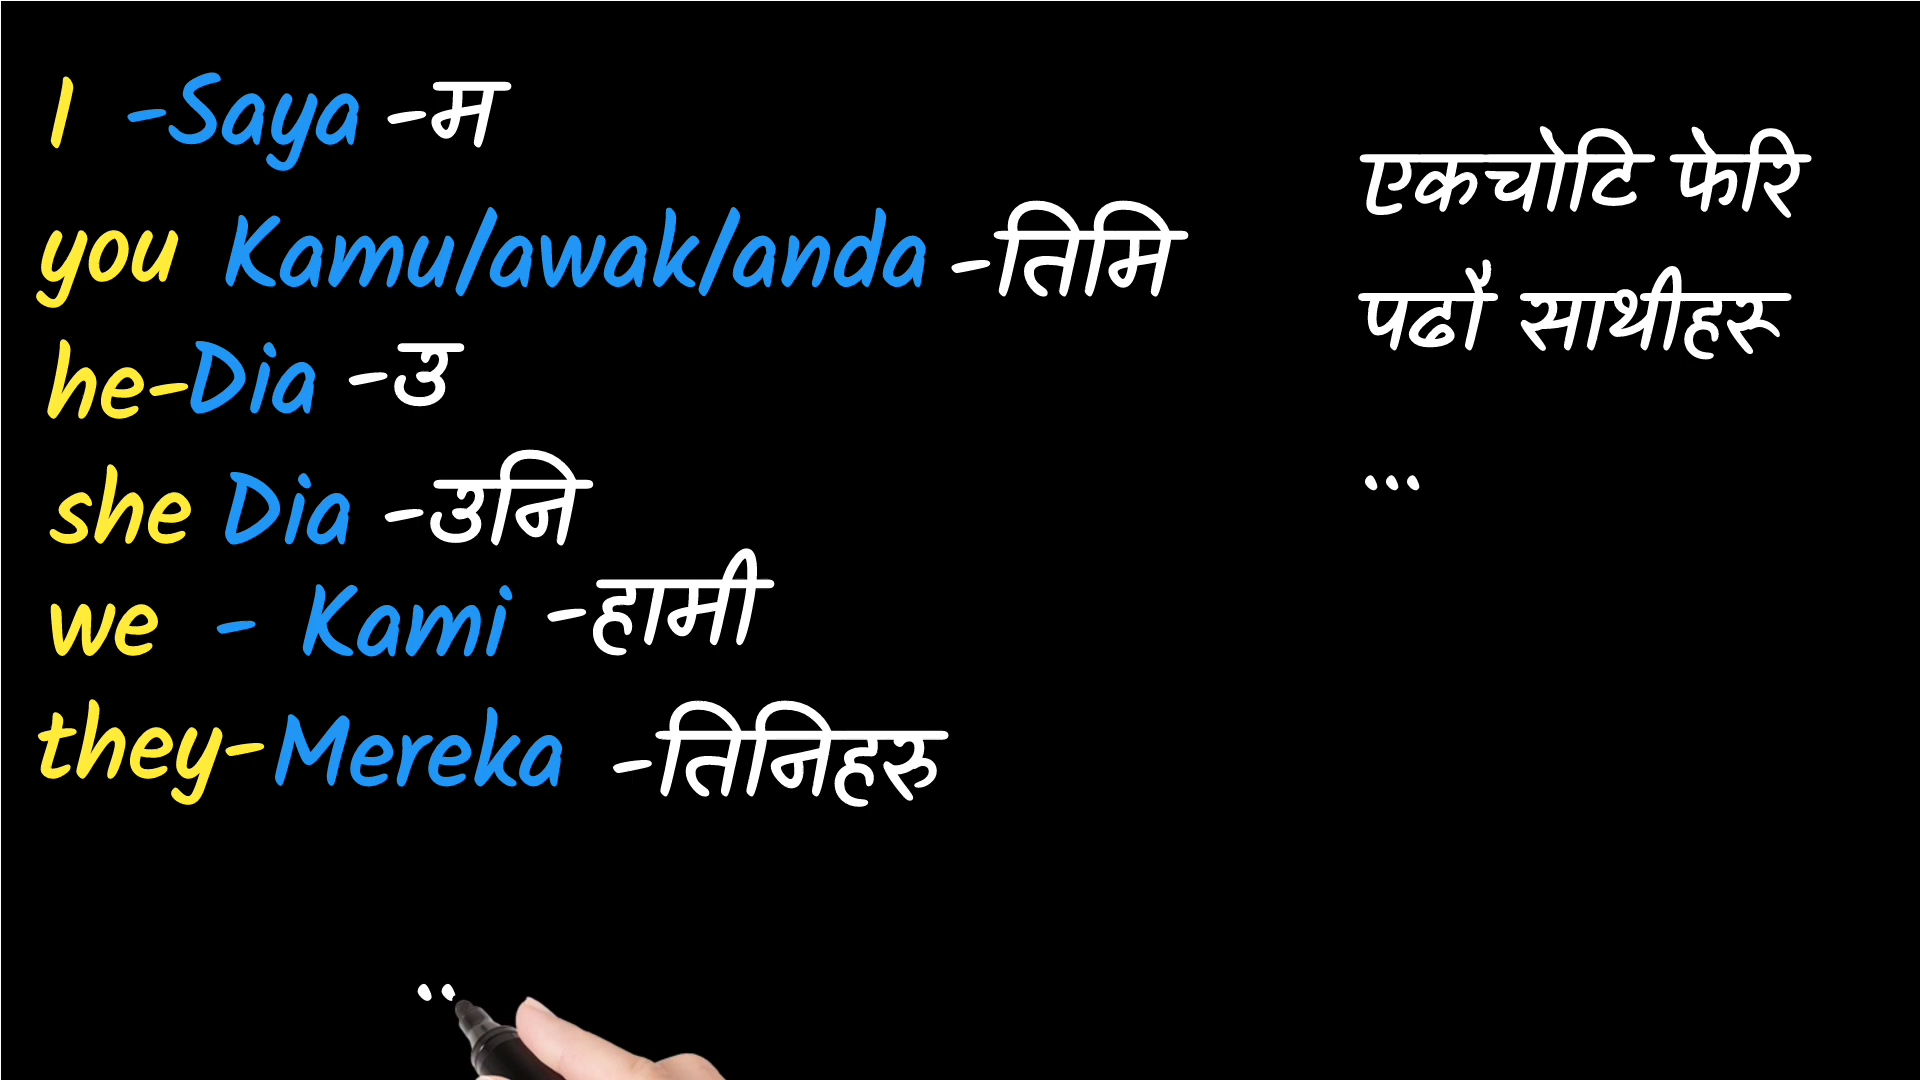 I -Saya -म
you Kamu/awak/anda -तिमि
he-Dia -उ
she Dia -उनि
we - Kami -हामी
they-Mereka -तिनिहरु
एकचोटि फेरि
पढौ साथीहरू
...
..